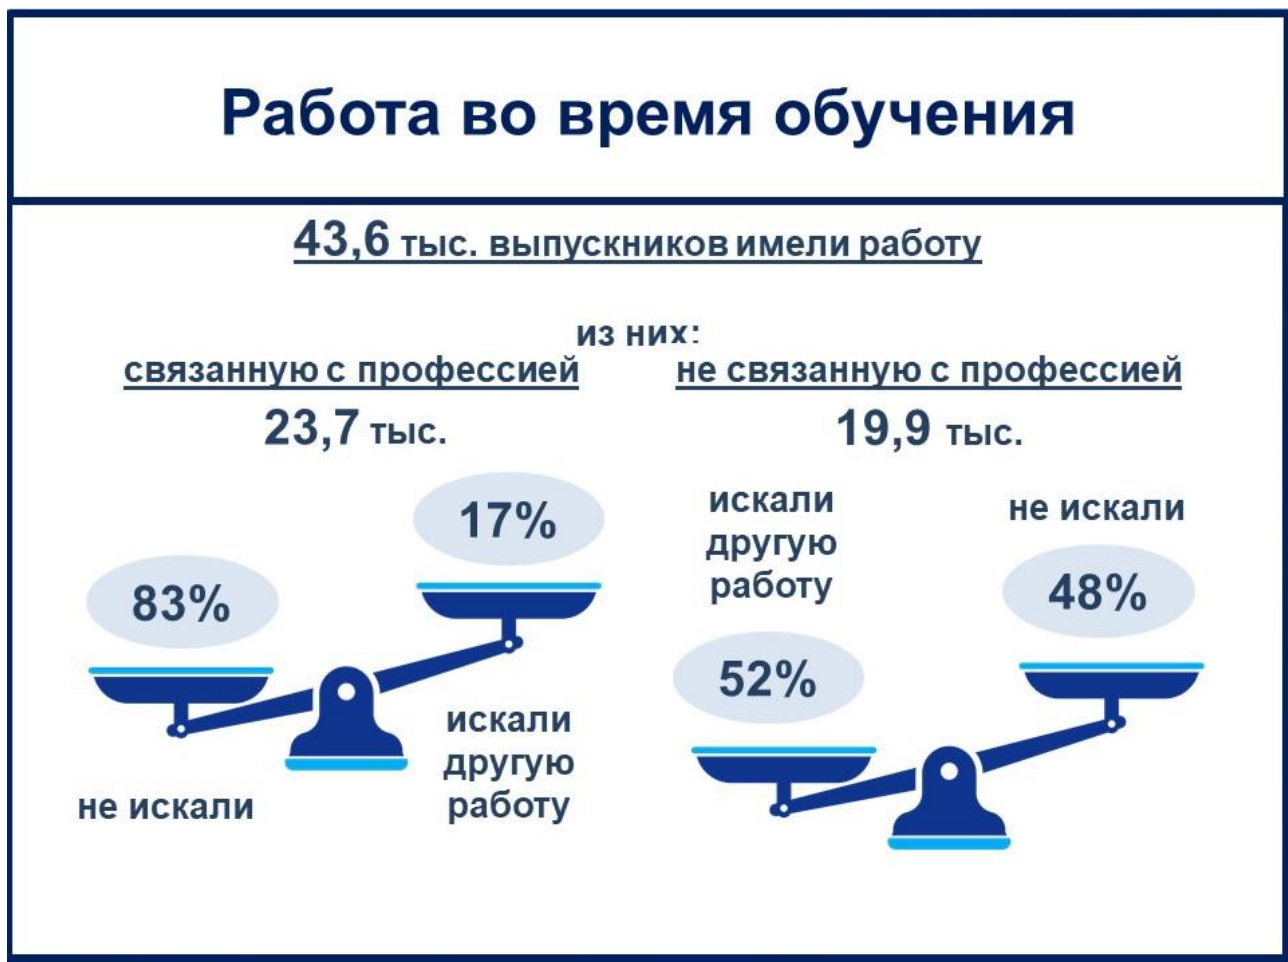 Работа во время обучения
43,6 тыс. выпускников имели работу
из них:
связанную с профессией
23,7 тыс.
17%
83%
не искали
искали
другую
работу
не связанную с профессией
19,9 тыс.
искали
другую
работу
52%
не искали
48%